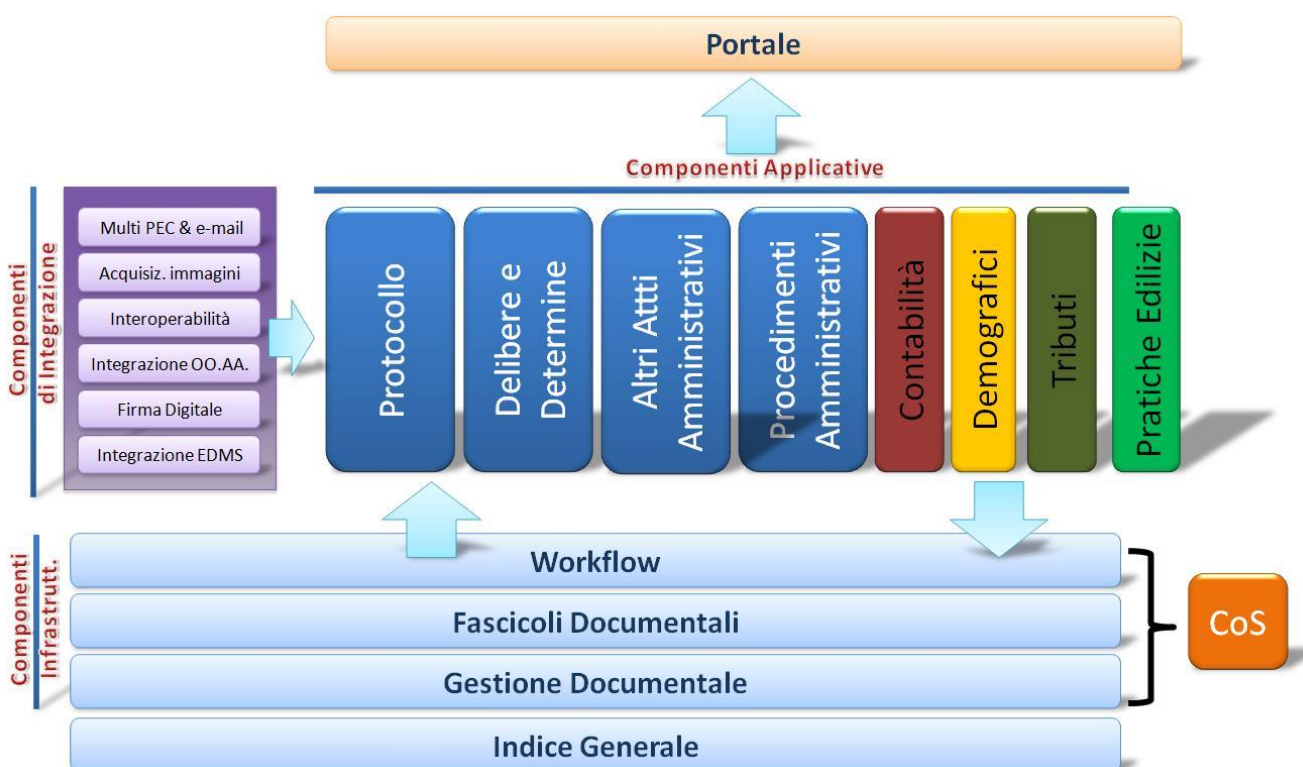 Portale
Componenti Applicative
Componenti
di Integrazione
Multi PEC & e-mail
Acquisiz. immagini
Interoperabilità
Integrazione OO.AA.
Firma Digitale
Integrazione EDMS
Protocollo
Delibere e
Determine
Altri Attti
Amministrativi
Procedimenti
Amministrativi
Contabilità
Demografici
Tributi
Pratiche Edilizie
Componenti
Infrastrutt.
Workflow
Fascicoli Documentali
Gestione Documentale
Indice Generale
CoS